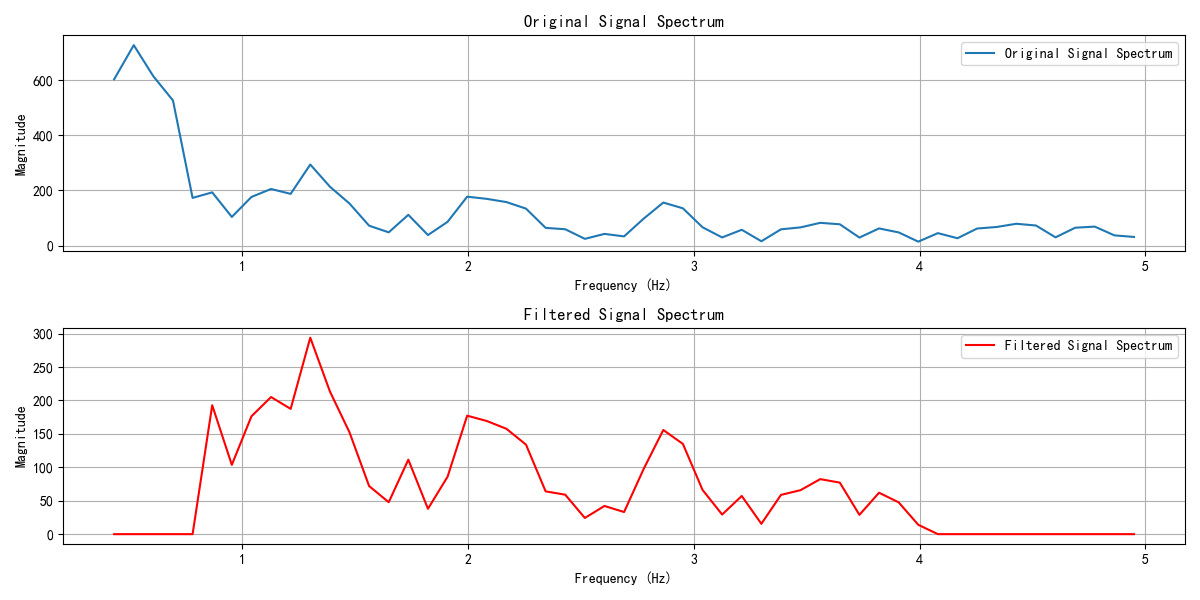 Original Signal Spectrum
Original Signal Spectrum
Magnitude
600
400
200
0
1 2 3 4 5
Frequency (Hz)
Filtered Signal Spectrum
Filtered Signal Spectrum
Magnitude
300
250
200
150
100
50
0
1 2 3 4 5
Frequency (Hz)